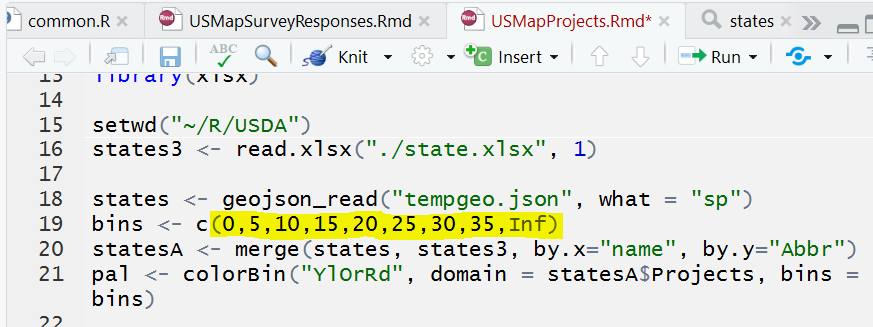 common.R × USMapSurveyResponses.Rmd × USMapProjects.Rmd* × states ×
ABC Knit Insert Run
13 library(xlsx)
14
15 setwd("~/R/USDA")
16 states3 <- read.xlsx("./state.xlsx", 1)
17
18 states <- geojson_read("tempgeo.json", what = "sp")
19 bins <- c(0,5,10,15,20,25,30,35,Inf)
20 statesA <- merge(states, states3, by.x="name", by.y="Abbr")
21 pal <- colorBin("YlOrRd", domain = statesA$Projects, bins =
bins)
22